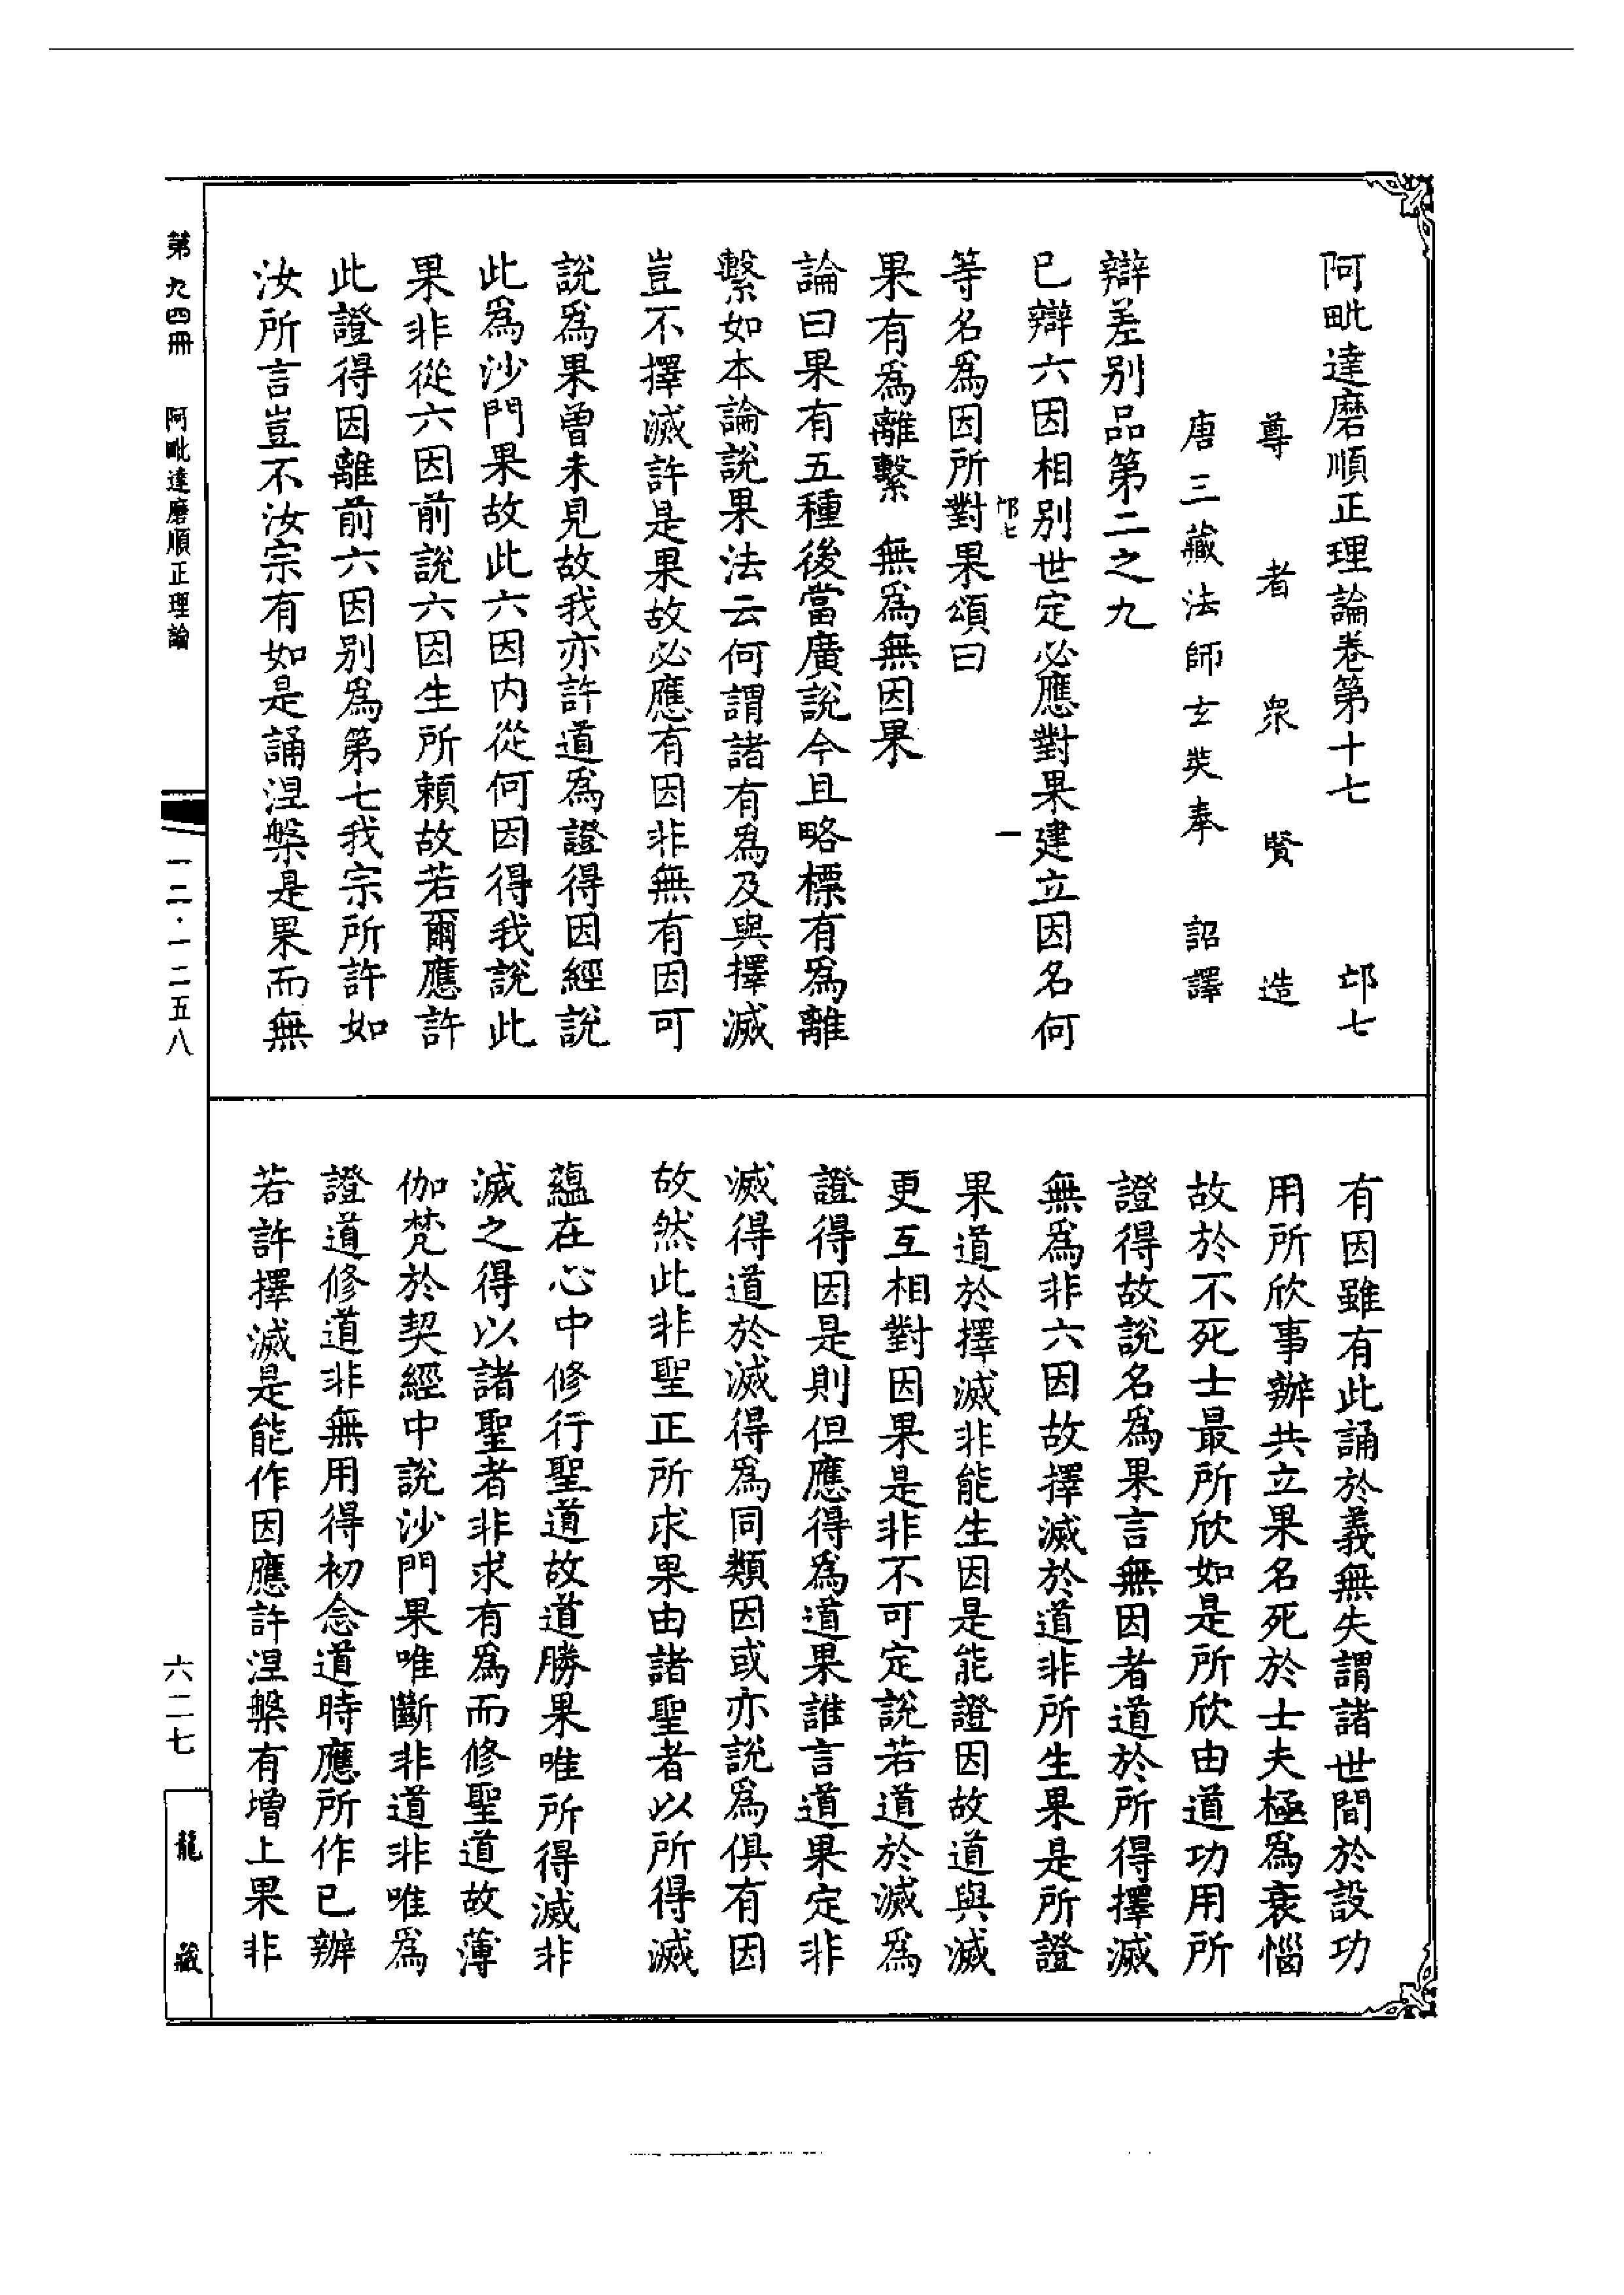 阿毗達磨順正理論卷第十七　邙七
尊者衆賢造
唐三藏法師玄奘奉　詔譯
辯差别品第二之九
已辯六因相别世定必應對果建立因名何
邙七　一
等名爲因所對果頌曰
果有爲離繫　無爲無因果
論曰果有五種後當廣說今且略標有爲離
繫如本論說果法云何謂諸有爲及與擇滅
豈不擇滅許是果故必應有因非無有因可
說爲果曾未見故我亦許道爲證得因經說
此爲沙門果故此六因内從何因得我說此
果非從六因前說六因生所賴故若爾應許
此證得因離前六因别爲第七我宗所許如
汝所言豈不汝宗有如是誦涅槃是果而無
有因雖有此誦於義無失謂諸世間於設功
用所欣事辦共立果名死於士夫極爲衰惱
故於不死士最所欣如是所欣由道功用所
證得故說名爲果言無因者道於所得擇滅
無爲非六因故擇滅於道非所生果是所證
果道於擇滅非能生因是能證因故道與滅
更互相對因果是非不可定說若道於滅爲
證得因是則但應得爲道果誰言道果定非
滅得道於滅得爲同類因或亦說爲俱有因
故然此非聖正所求果由諸聖者以所得滅
蘊在心中修行聖道故道勝果唯所得滅非
滅之得以諸聖者非求有爲而修聖道故薄
伽梵於契經中說沙門果唯斷非道非唯爲
證道修道非無用得初念道時應所作已辦
若許擇滅是能作因應許涅槃有增上果非
第九四冊　阿毗達磨順正理論
一二·一二五八
六二七
龍藏